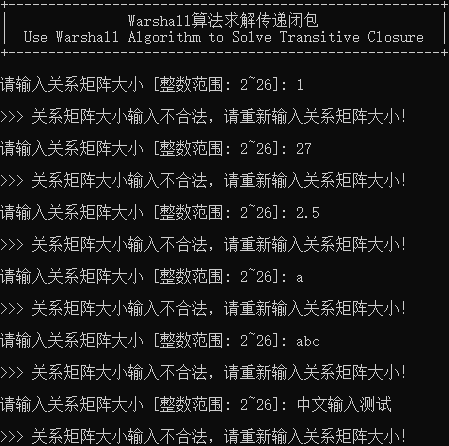 Warshall算法求解传递闭包
Use Warshall Algorithm to Solve Transitive Closure
请输入关系矩阵大小 [整数范围: 2~26]: 1
>>> 关系矩阵大小输入不合法，请重新输入关系矩阵大小!
请输入关系矩阵大小 [整数范围: 2~26]: 27
>>> 关系矩阵大小输入不合法，请重新输入关系矩阵大小!
请输入关系矩阵大小 [整数范围: 2~26]: 2.5
>>> 关系矩阵大小输入不合法，请重新输入关系矩阵大小!
请输入关系矩阵大小 [整数范围: 2~26]: a
>>> 关系矩阵大小输入不合法，请重新输入关系矩阵大小!
请输入关系矩阵大小 [整数范围: 2~26]: abc
>>> 关系矩阵大小输入不合法，请重新输入关系矩阵大小!
请输入关系矩阵大小 [整数范围: 2~26]: 中文输入测试
>>> 关系矩阵大小输入不合法，请重新输入关系矩阵大小!